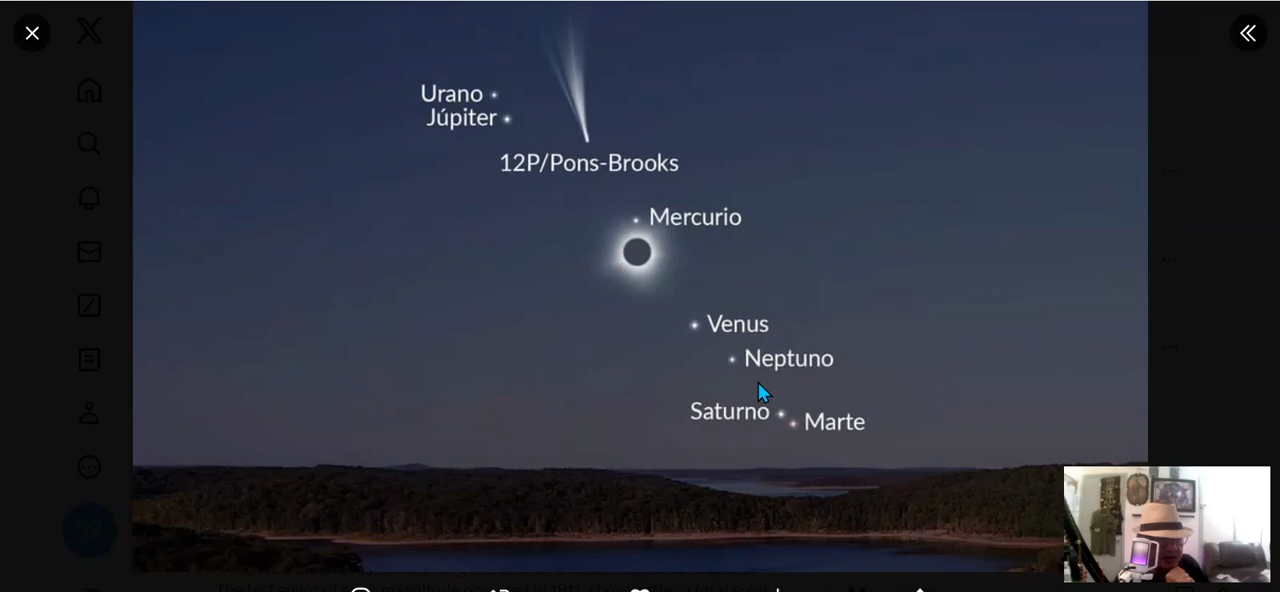 Urano
Júpiter
12P/Pons-Brooks
Mercurio
Venus
Neptuno
Saturno
Marte